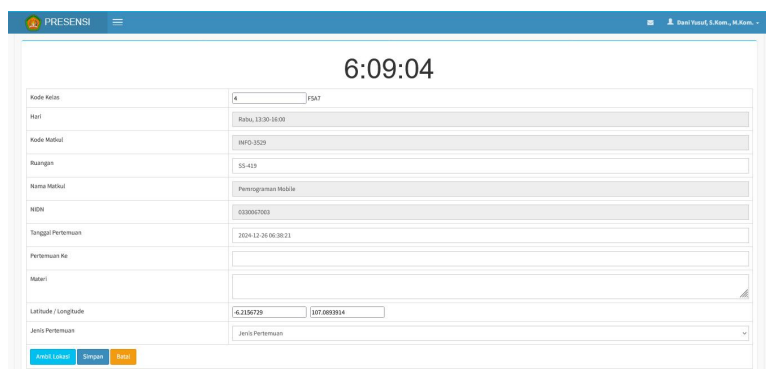 PRESENSI
Dani Yusuf, S.Kom., M.Kom.
6:09:04
Kode Kelas 4 F5A7
Hari Rabu, 13:30-16:00
Kode Matkul INFO-3529
Ruangan SS-419
Nama Matkul Pemrograman Mobile
NIDN 0330067003
Tanggal Pertemuan 2024-12-26 06:38:21
Pertemuan Ke
Materi
Latitude / Longitude -6.2156729 107.0893914
Jenis Pertemuan Jenis Pertemuan
Ambil Lokasi Simpan Batal